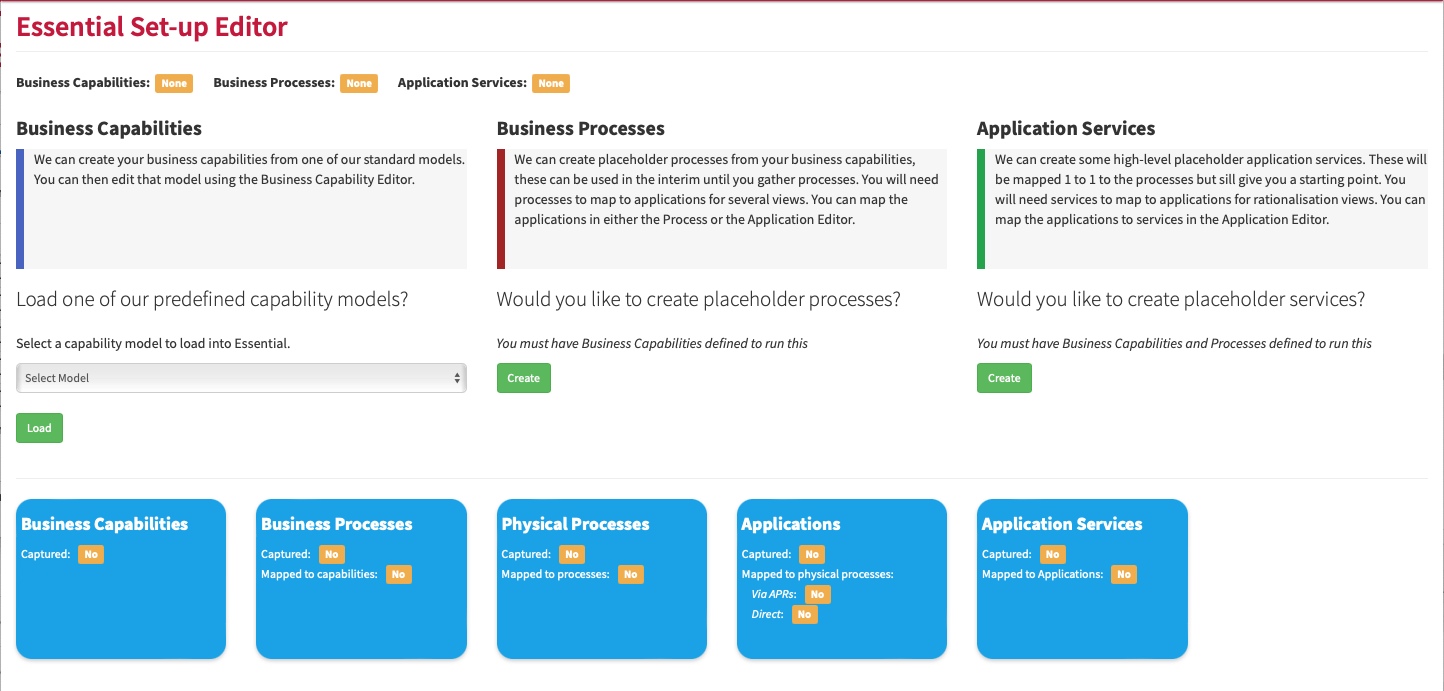 Essential Set-up Editor
Business Capabilities: None Business Processes: None Application Services: None
Business Capabilities
We can create your business capabilities from one of our standard models.
You can then edit that model using the Business Capability Editor.
Load one of our predefined capability models?
Select a capability model to load into Essential.
Select Model
Load
Business Processes
We can create placeholder processes from your business capabilities,
these can be used in the interim until you gather processes. You will need
processes to map to applications for several views. You can map the
applications in either the Process or the Application Editor.
Would you like to create placeholder processes?
You must have Business Capabilities defined to run this
Create
Application Services
We can create some high-level placeholder application services. These will
be mapped 1 to 1 to the processes but sill give you a starting point. You
will need services to map to applications for rationalisation views. You can
map the applications to services in the Application Editor.
Would you like to create placeholder services?
You must have Business Capabilities and Processes defined to run this
Create
Business Capabilities
Captured: No
Business Processes
Captured: No
Mapped to capabilities: No
Physical Processes
Captured: No
Mapped to processes: No
Applications
Captured: No
Mapped to physical processes:
Via APRs: No
Direct: No
Application Services
Captured: No
Mapped to Applications: No